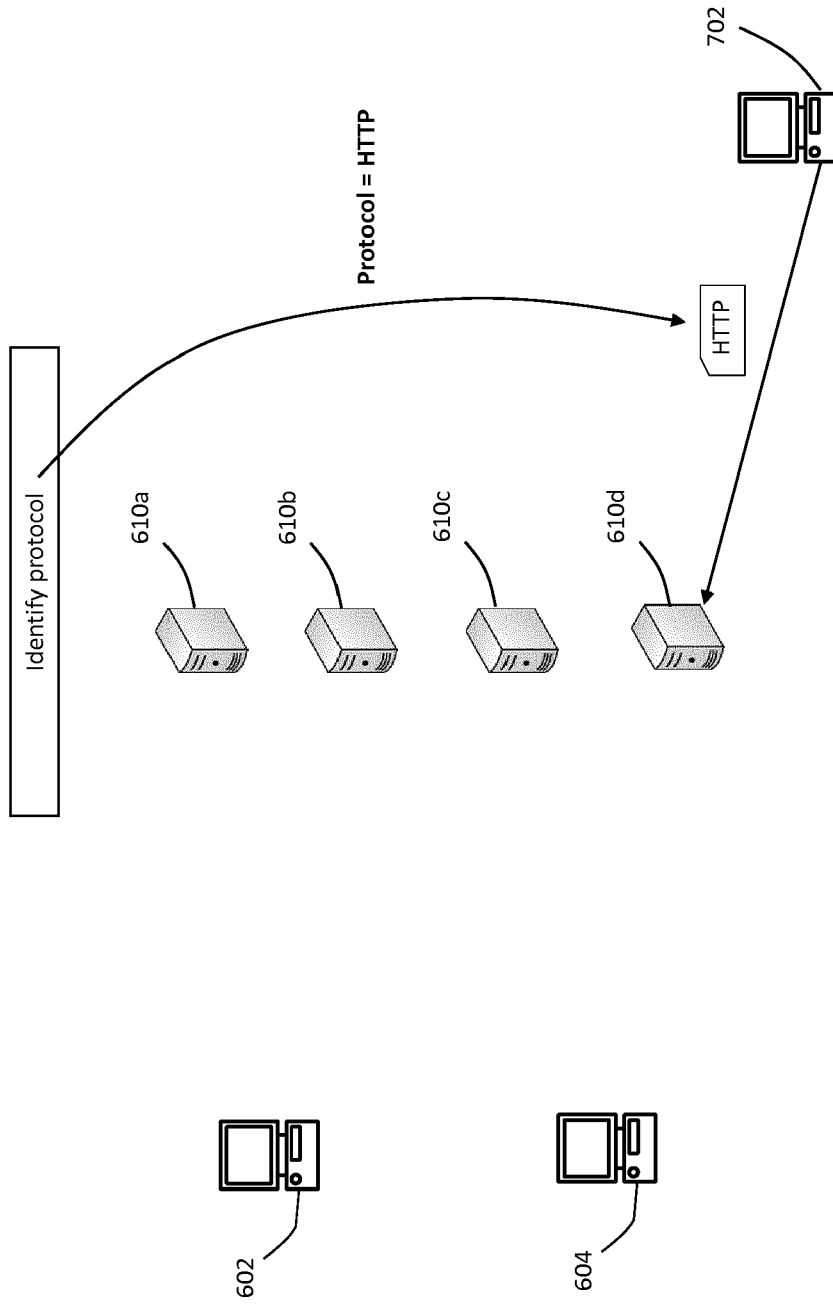 Identify protocol
610a
602
610b
Protocol = HTTP
610c
604
610d
HTTP
702